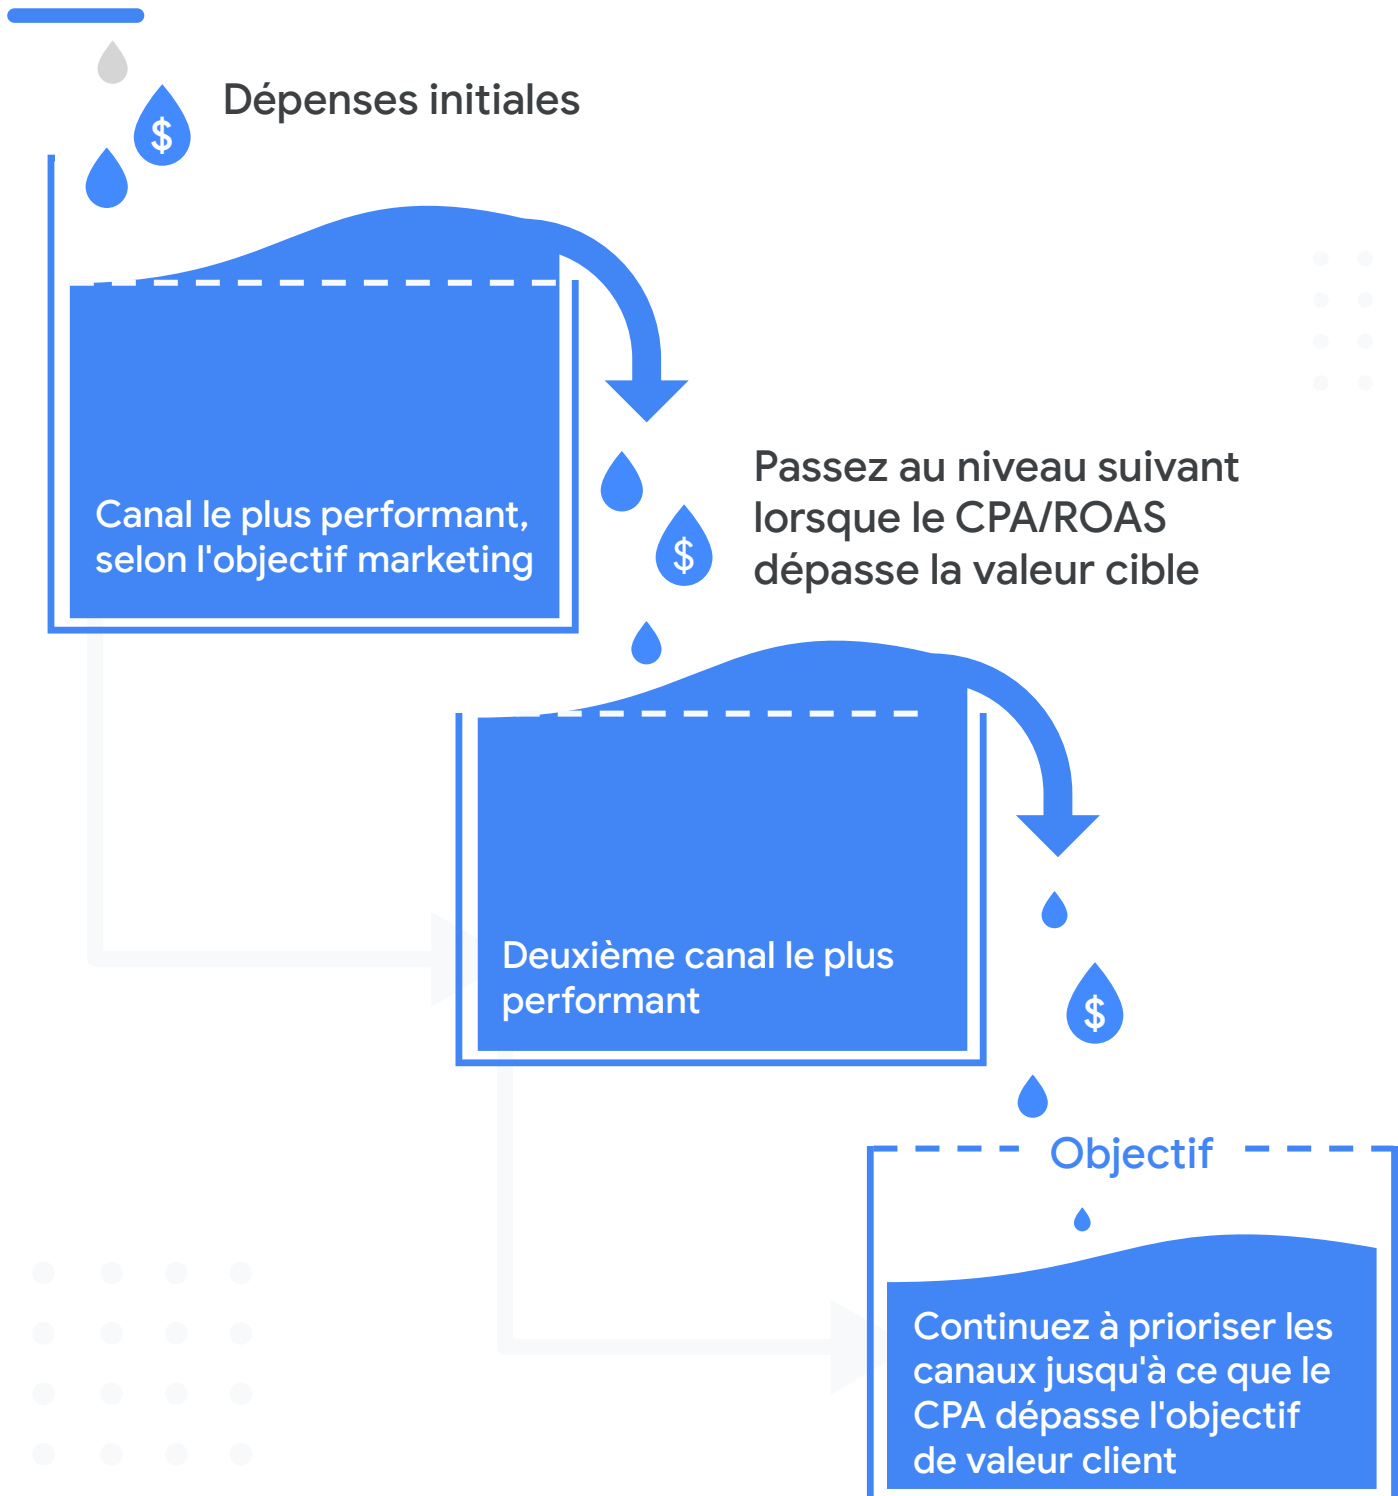 Dépenses initiales
$
Canal le plus performant,
selon l'objectif marketing
Passez au niveau suivant
lorsque le CPA/ROAS
dépasse la valeur cible
$
Deuxième canal le plus
performant
$
Objectif
Continuez à prioriser les
canaux jusqu'à ce que le
CPA dépasse l'objectif
de valeur client